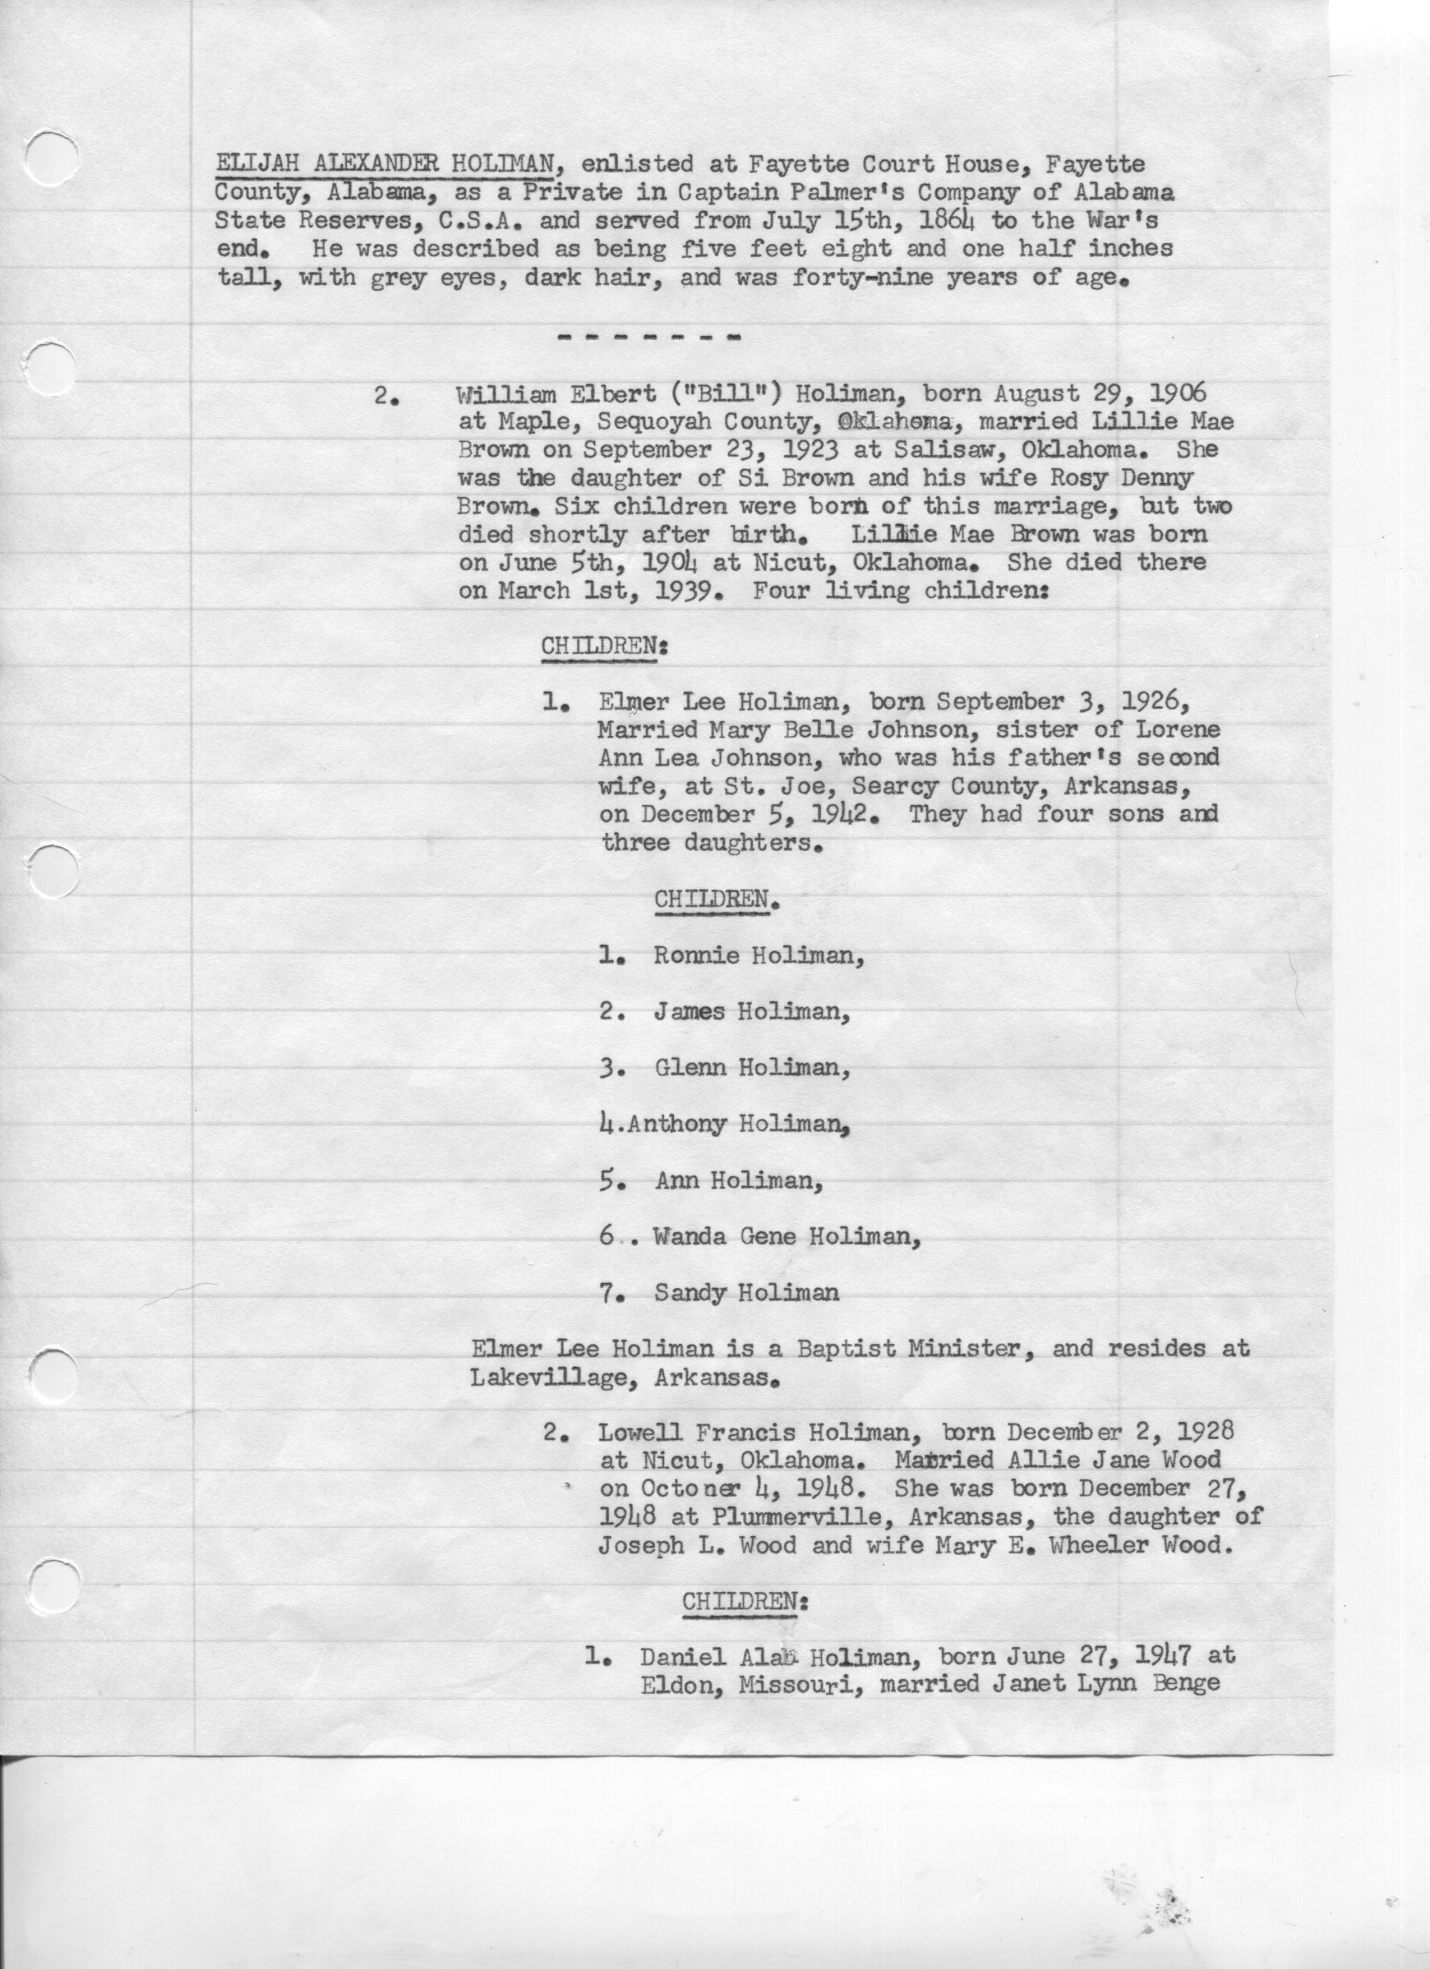 ELIJAH ALEXANDER HOLIMAN, enlisted at Fayette Court House, Fayette
County, Alabama, as a Private in Captain Palmer's Company of Alabama
State Reserves, C.S.A. and served from July 15th, 1864 to the War's
end. He was described as being five feet eight and one half inches
tall, with grey eyes, dark hair, and was forty-nine years of age.
- - - - - - -
2. William Elbert ("Bill") Holiman, born August 29, 1906
at Maple, Sequoyah County, Oklahoma, married Lillie Mae
Brown on September 23, 1923 at Salisaw, Oklahoma. She
was the daughter of Si Brown and his wife Rosy Denny
Brown. Six children were born of this marriage, but two
died shortly after birth. Lillie Mae Brown was born
on June 5th, 1904 at Nicut, Oklahoma. She died there
on March 1st, 1939. Four living children:
CHILDREN:
1. Elmer Lee Holiman, born September 3, 1926,
Married Mary Belle Johnson, sister of Lorene
Ann Lea Johnson, who was his father's second
wife, at St. Joe, Searcy County, Arkansas,
on December 5, 1942. They had four sons and
three daughters.
CHILDREN.
1. Ronnie Holiman,
2. James Holiman,
3. Glenn Holiman,
4.Anthony Holiman,
5. Ann Holiman,
6 . Wanda Gene Holiman,
7. Sandy Holiman
Elmer Lee Holiman is a Baptist Minister, and resides at
Lakevillage, Arkansas.
2. Lowell Francis Holiman, born December 2, 1928
at Nicut, Oklahoma. Married Allie Jane Wood
on Octoner 4, 1948. She was born December 27,
1948 at Plummerville, Arkansas, the daughter of
Joseph L. Wood and wife Mary E. Wheeler Wood.
CHILDREN:
1. Daniel Alan Holiman, born June 27, 1947 at
Eldon, Missouri, married Janet Lynn Benge